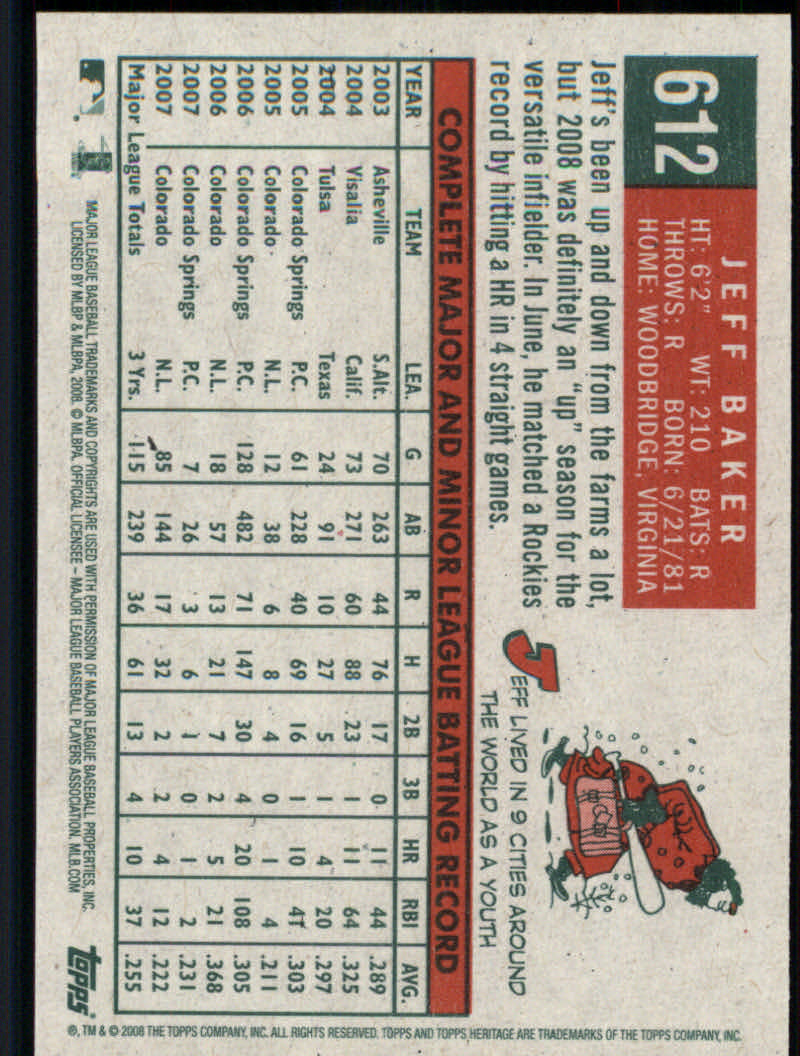 612
JEFF BAKER
HT: 6'2" WT: 210 BATS: R
THROWS: R BORN: 6/21/81
HOME: WOODBRIDGE, VIRGINIA
Jeff's been up and down from the farms a lot,
but 2008 was definitely an "up" season for the
versatile infielder. In June, he matched a Rockies
record by hitting a HR in 4 straight games.
JEFF LIVED IN 9 CITIES AROUND
THE WORLD AS A YOUTH
COMPLETE MAJOR AND MINOR LEAGUE BATTING RECORD
YEAR TEAM LEA. G AB R H 2B 3B HR RBI AVG.
2003 Asheville S.Alt. 70 263 44 76 17 0 11 44 .289
2004 Visalia Calif. 73 271 60 88 23 1 11 64 .325
2004 Tulsa Texas 24 91 10 27 5 1 4 20 .297
2005 Colorado Springs P.C. 61 228 40 69 16 1 10 41 .303
2005 Colorado N.L. 12 38 6 8 4 0 1 4 .211
2006 Colorado Springs P.C. 128 482 71 147 30 4 20 108 .305
2006 Colorado N.L. 18 57 13 21 7 2 5 21 .368
2007 Colorado Springs P.C. 7 26 3 6 1 0 1 2 .231
2007 Colorado N.L. 85 144 17 32 2 2 4 12 .222
Major League Totals 3 Yrs. 115 239 36 61 13 4 10 37 .255
MAJOR LEAGUE BASEBALL TRADEMARKS AND COPYRIGHTS ARE USED WITH PERMISSION OF MAJOR LEAGUE BASEBALL PROPERTIES, INC.
LICENSED BY MLBP & MLBPA, 2008. © MLBPA. OFFICIAL LICENSEE – MAJOR LEAGUE BASEBALL PLAYERS ASSOCIATION. MLB.COM
Topps
®, TM & © 2008 THE TOPPS COMPANY, INC. ALL RIGHTS RESERVED. TOPPS AND TOPPS HERITAGE ARE TRADEMARKS OF THE TOPPS COMPANY, INC.